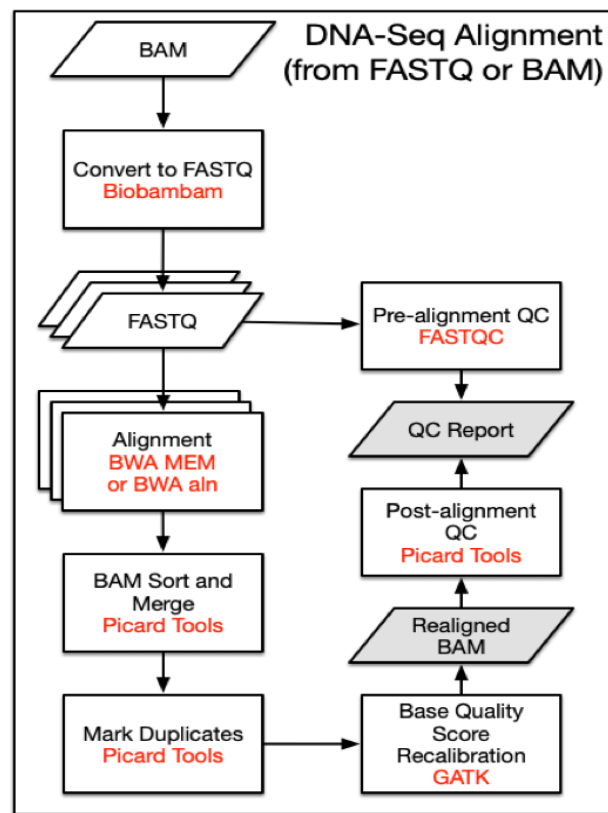 DNA-Seq Alignment
(from FASTQ or BAM)
BAM
Convert to FASTQ
Biobambam
FASTQ
Pre-alignment QC
FASTQC
QC Report
Alignment
BWA MEM
or BWA aln
Post-alignment
QC
Picard Tools
BAM Sort and
Merge
Picard Tools
Realigned
BAM
Mark Duplicates
Picard Tools
Base Quality
Score
Recalibration
GATK